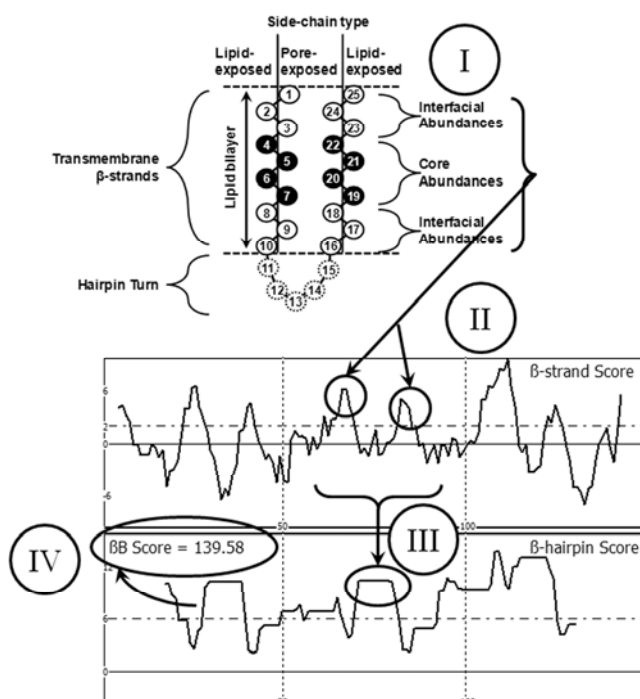 Side-chain type
Lipid-
exposed
Pore-
exposed
Lipid-
exposed
I
Transmembrane
β-strands
Lipid bilayer
1
2
3
4
5
6
7
8
9
10
11
12
13
14
15
16
17
18
19
20
21
22
23
24
25
Interfacial
Abundances
Core
Abundances
Interfacial
Abundances
Hairpin Turn
II
ß-strand Score
6
2
0
-6
50
100
III
IV
ßB Score = 139.58
ß-hairpin Score
6
0